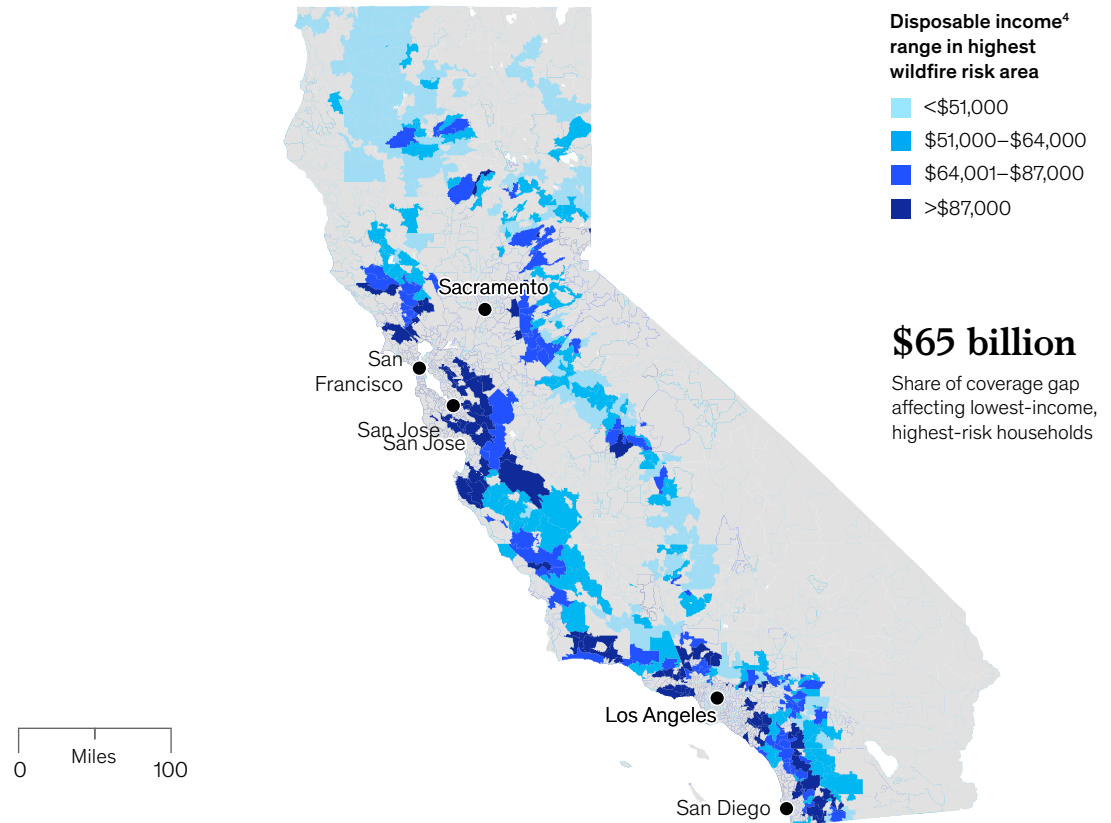 Disposable income⁴
range in highest
wildfire risk area
<$51,000
$51,000–$64,000
$64,001–$87,000
>$87,000
Sacramento
$65 billion
Share of coverage gap
affecting lowest-income,
highest-risk households
San
Francisco
San Jose
San Jose
Los Angeles
San Diego
Miles
0 100